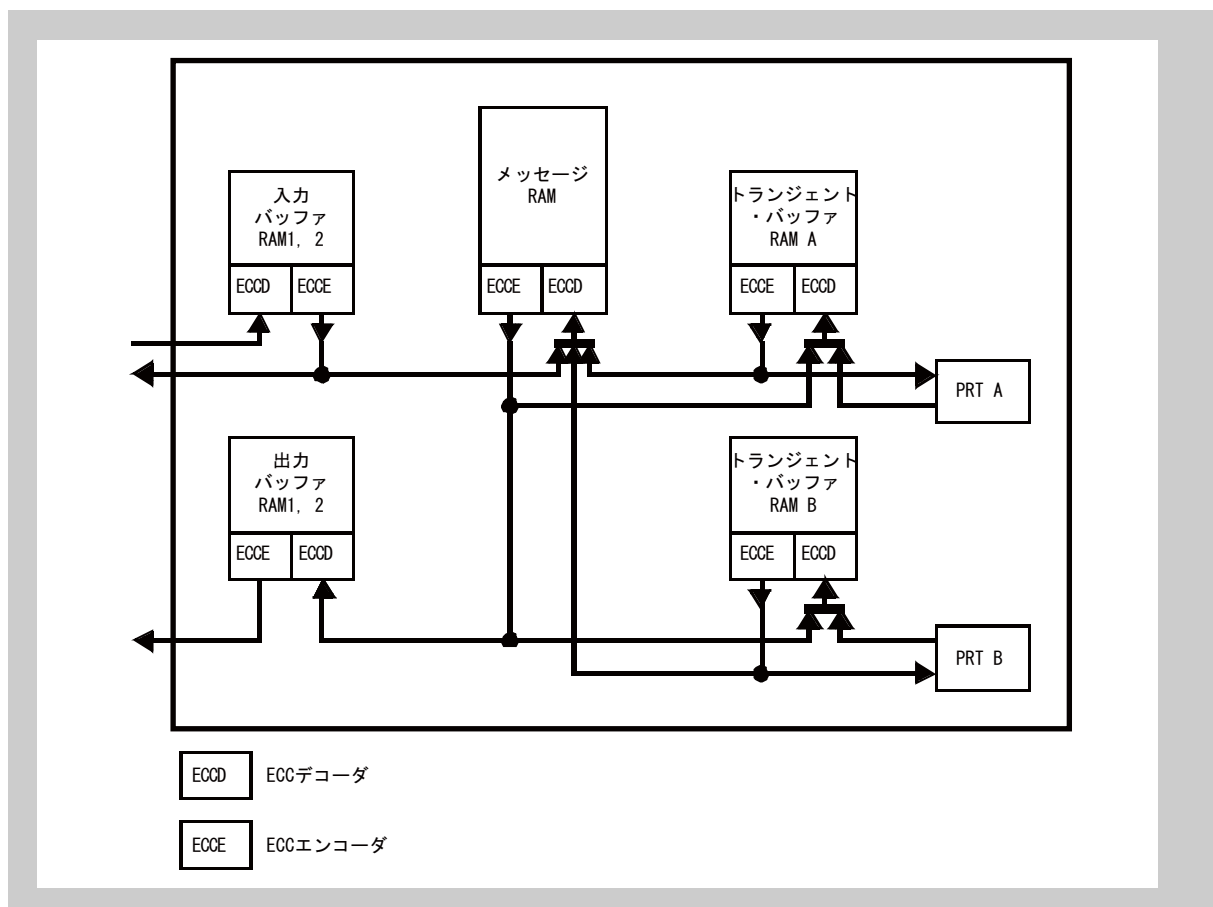 メッセージ
RAM
入力
バッファ
RAM1, 2
トランジェント
・バッファ
RAM A
ECCD
ECCE
ECCE
ECCD
ECCE
ECCD
PRT A
出力
バッファ
RAM1, 2
トランジェント
・バッファ
RAM B
ECCE
ECCD
ECCE
ECCD
PRT B
ECCD ECCデコーダ
ECCE ECCエンコーダ